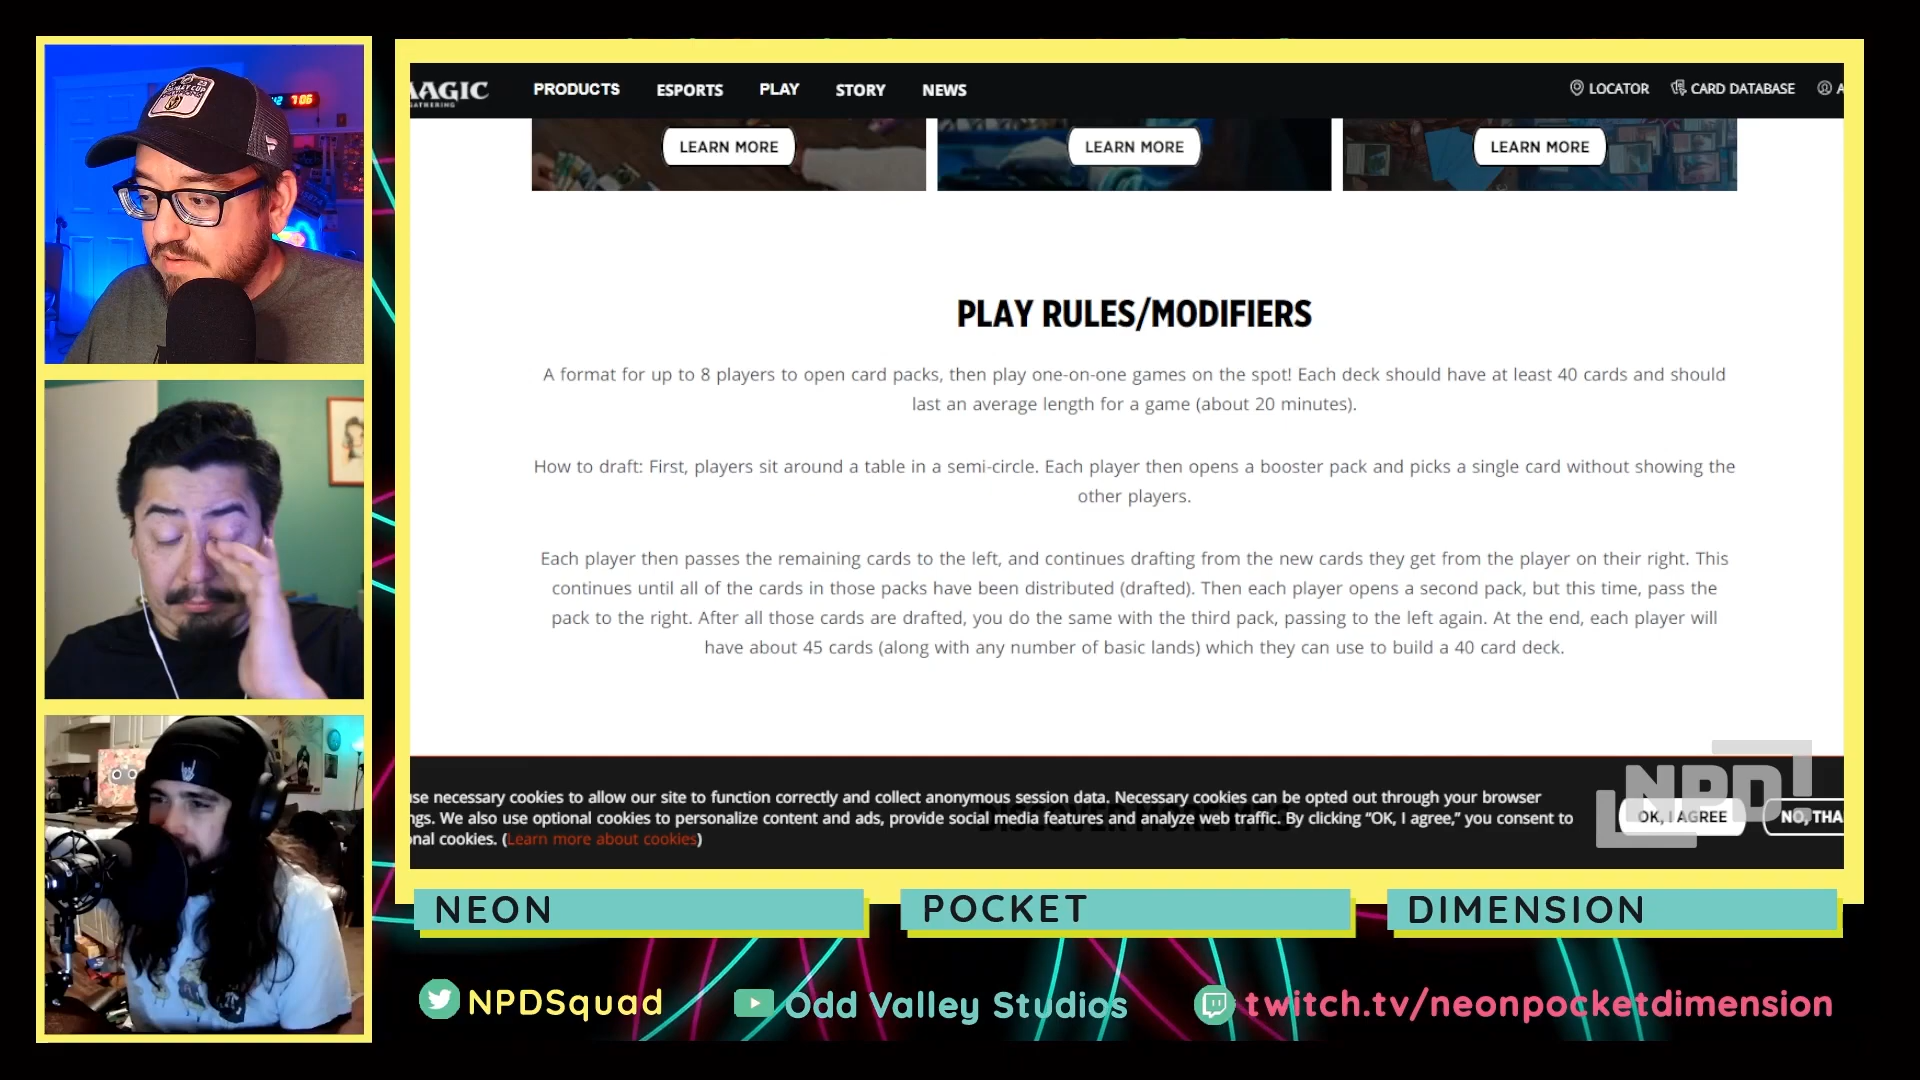 MAGIC
GATHERING
PRODUCTS
ESPORTS
PLAY
STORY
NEWS
LOCATOR
CARD DATABASE
A
LEARN MORE
LEARN MORE
LEARN MORE
7 06
PLAY RULES/MODIFIERS
A format for up to 8 players to open card packs, then play one-on-one games on the spot! Each deck should have at least 40 cards and should
last an average length for a game (about 20 minutes).
How to draft: First, players sit around a table in a semi-circle. Each player then opens a booster pack and picks a single card without showing the
other players.
Each player then passes the remaining cards to the left, and continues drafting from the new cards they get from the player on their right. This
continues until all of the cards in those packs have been distributed (drafted). Then each player opens a second pack, but this time, pass the
pack to the right. After all those cards are drafted, you do the same with the third pack, passing to the left again. At the end, each player will
have about 45 cards (along with any number of basic lands) which they can use to build a 40 card deck.
DISCOVER MORE MTG
use necessary cookies to allow our site to function correctly and collect anonymous session data. Necessary cookies can be opted out through your browser
ngs. We also use optional cookies to personalize content and ads, provide social media features and analyze web traffic. By clicking “OK, I agree,” you consent to
onal cookies. (Learn more about cookies)
OK, I AGREE
NO, THA
NPD!
NEON
POCKET
DIMENSION
NPDSquad
Odd Valley Studios
twitch.tv/neonpocketdimension